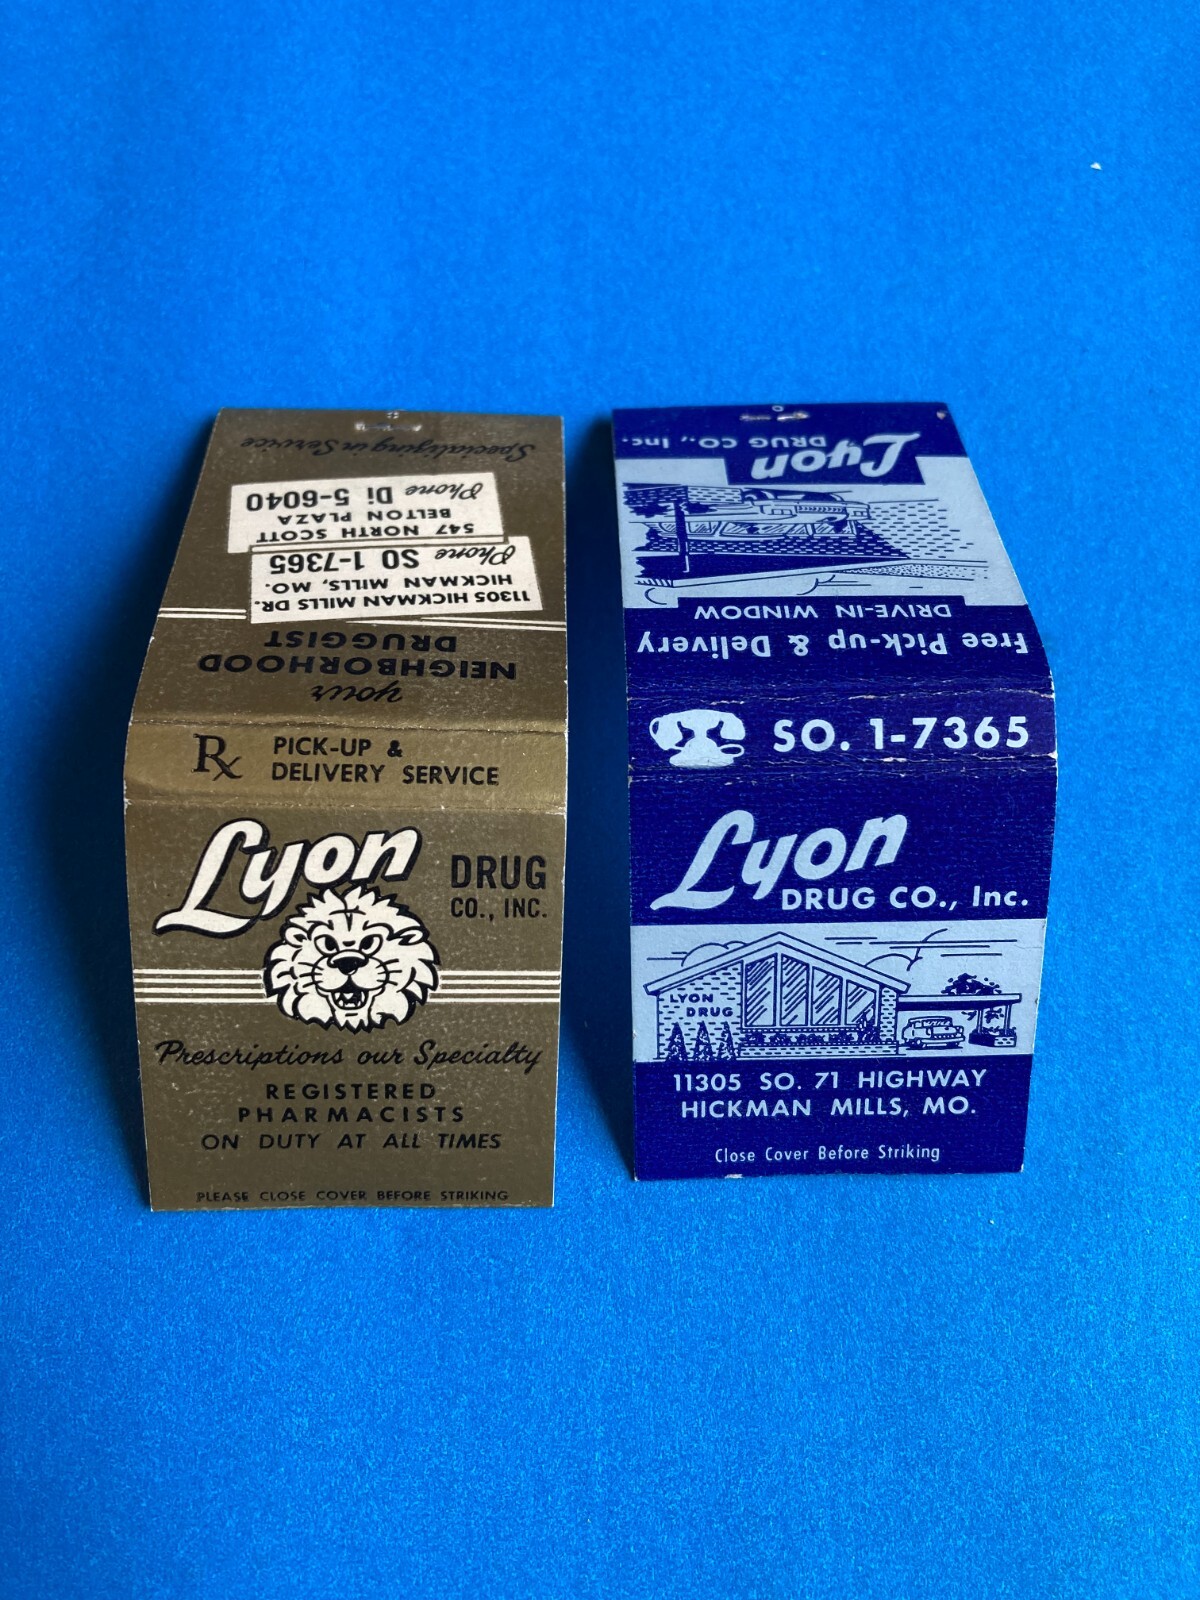 Specializing in Service
Phone Di 5-6040
BELTON PLAZA
547 NORTH SCOTT
Phone SO 1-7365
HICKMAN MILLS, MO.
11305 HICKMAN MILLS DR.
DRUGGIST
NEIGHBORHOOD
your
Rx PICK-UP &
DELIVERY SERVICE
Lyon
DRUG
CO., INC.
Prescriptions our Specialty
REGISTERED
PHARMACISTS
ON DUTY AT ALL TIMES
PLEASE CLOSE COVER BEFORE STRIKING
Lyon
DRUG CO., Inc.
DRIVE-IN WINDOW
Free Pick-up & Delivery
SO. 1-7365
Lyon
DRUG CO., Inc.
LYON
DRUG
11305 SO. 71 HIGHWAY
HICKMAN MILLS, MO.
Close Cover Before Striking